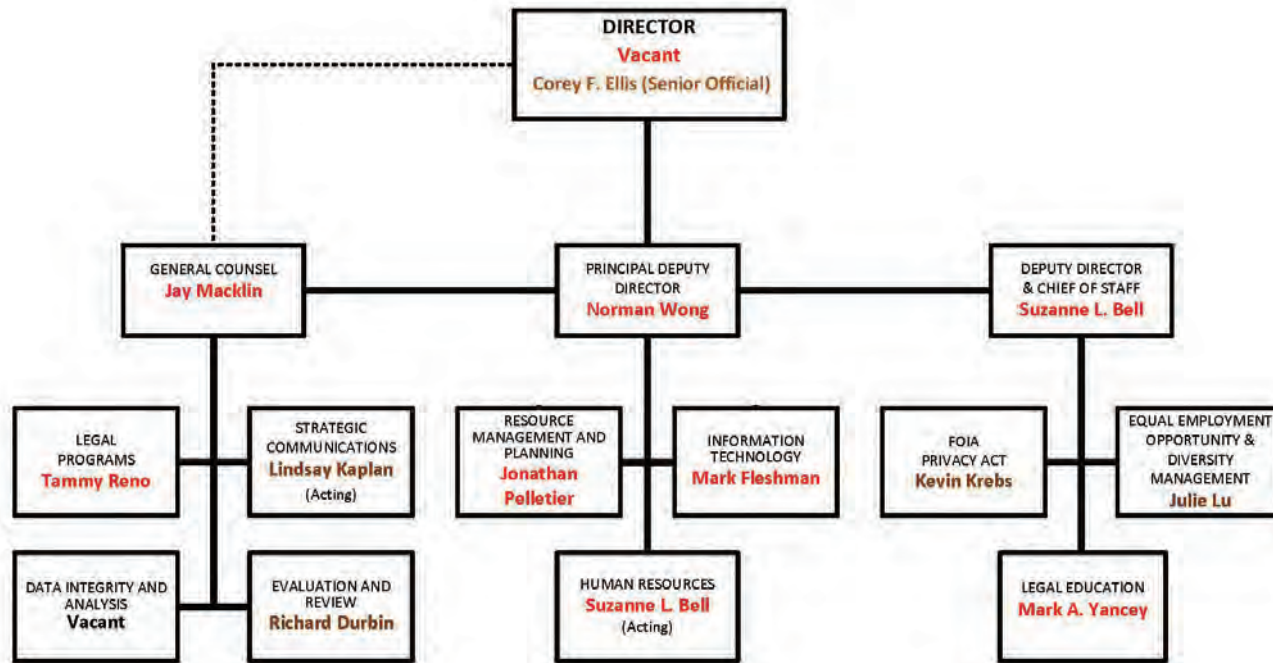 DIRECTOR
Vacant
Corey F. Ellis (Senior Official)
GENERAL COUNSEL
Jay Macklin
PRINCIPAL DEPUTY
DIRECTOR
Norman Wong
DEPUTY DIRECTOR
& CHIEF OF STAFF
Suzanne L. Bell
LEGAL
PROGRAMS
Tammy Reno
STRATEGIC
COMMUNICATIONS
Lindsay Kaplan
(Acting)
RESOURCE
MANAGEMENT AND
PLANNING
Jonathan
Pelletier
INFORMATION
TECHNOLOGY
Mark Fleshman
FOIA
PRIVACY ACT
Kevin Krebs
EQUAL EMPLOYMENT
OPPORTUNITY &
DIVERSITY
MANAGEMENT
Julie Lu
DATA INTEGRITY AND
ANALYSIS
Vacant
EVALUATION AND
REVIEW
Richard Durbin
HUMAN RESOURCES
Suzanne L. Bell
(Acting)
LEGAL EDUCATION
Mark A. Yancey